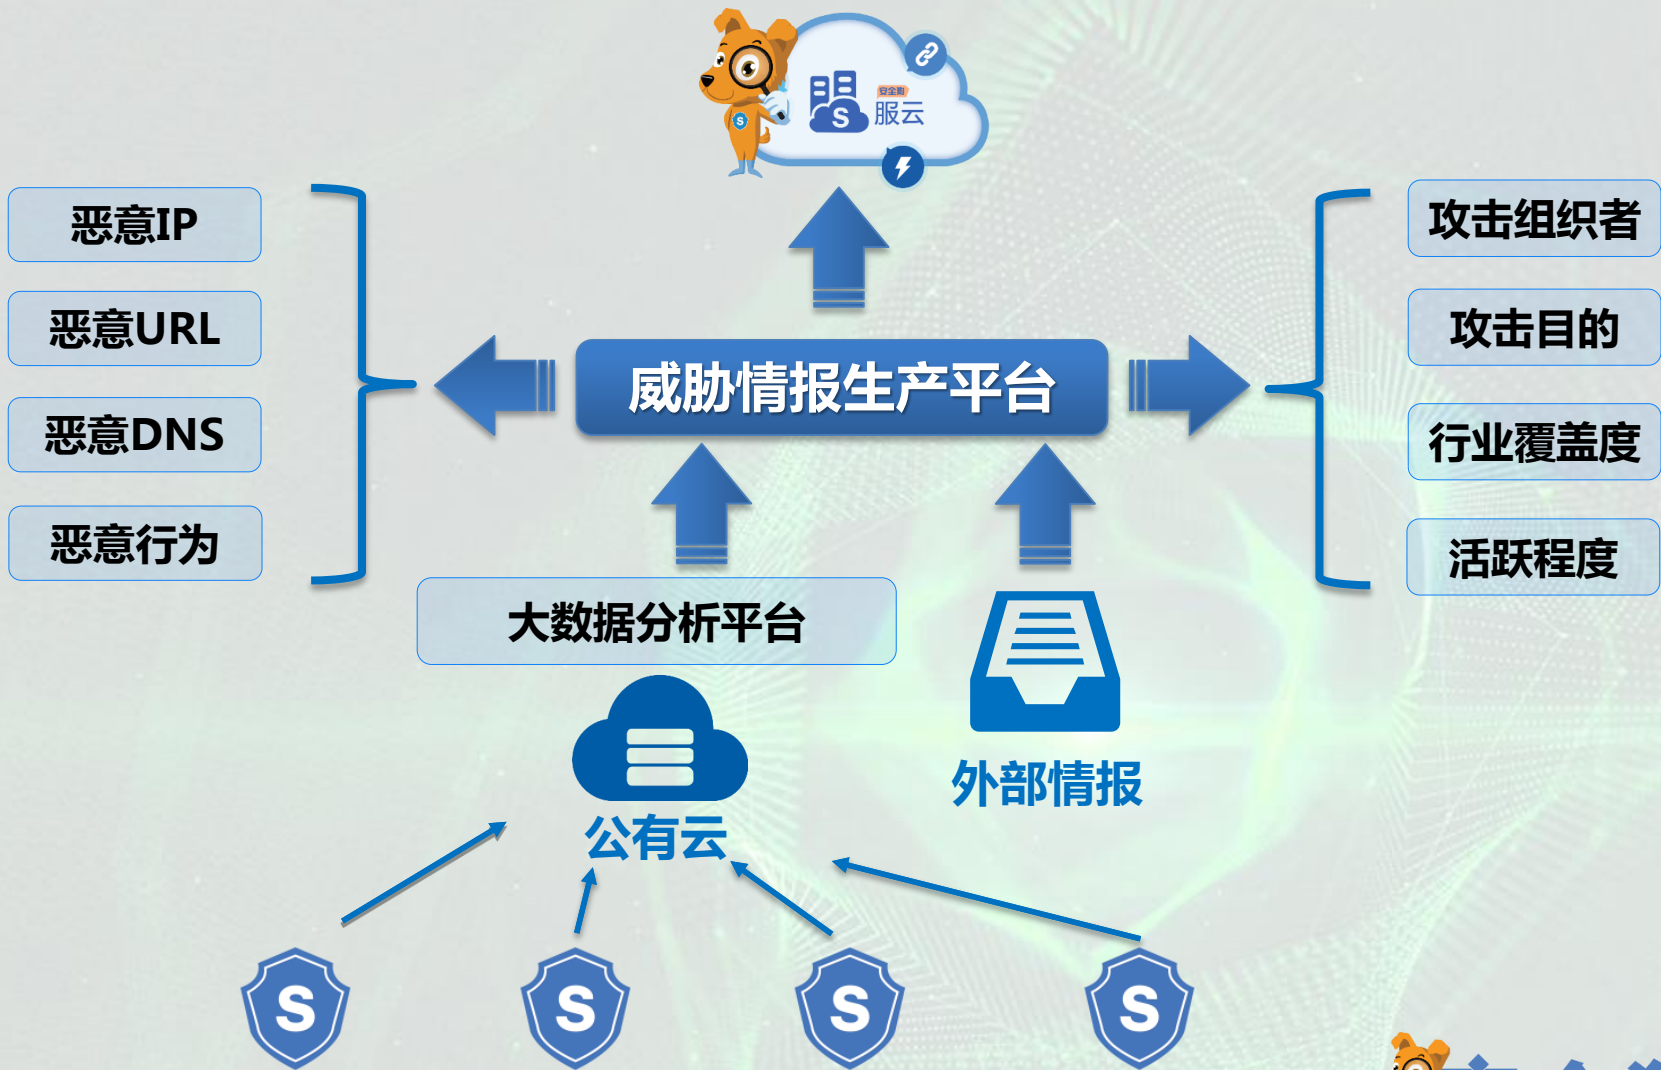 安全狗
服云
S
S
恶意IP
恶意URL
恶意DNS
恶意行为
威胁情报生产平台
攻击组织者
攻击目的
行业覆盖度
活跃程度
大数据分析平台
外部情报
公有云
S
S
S
S